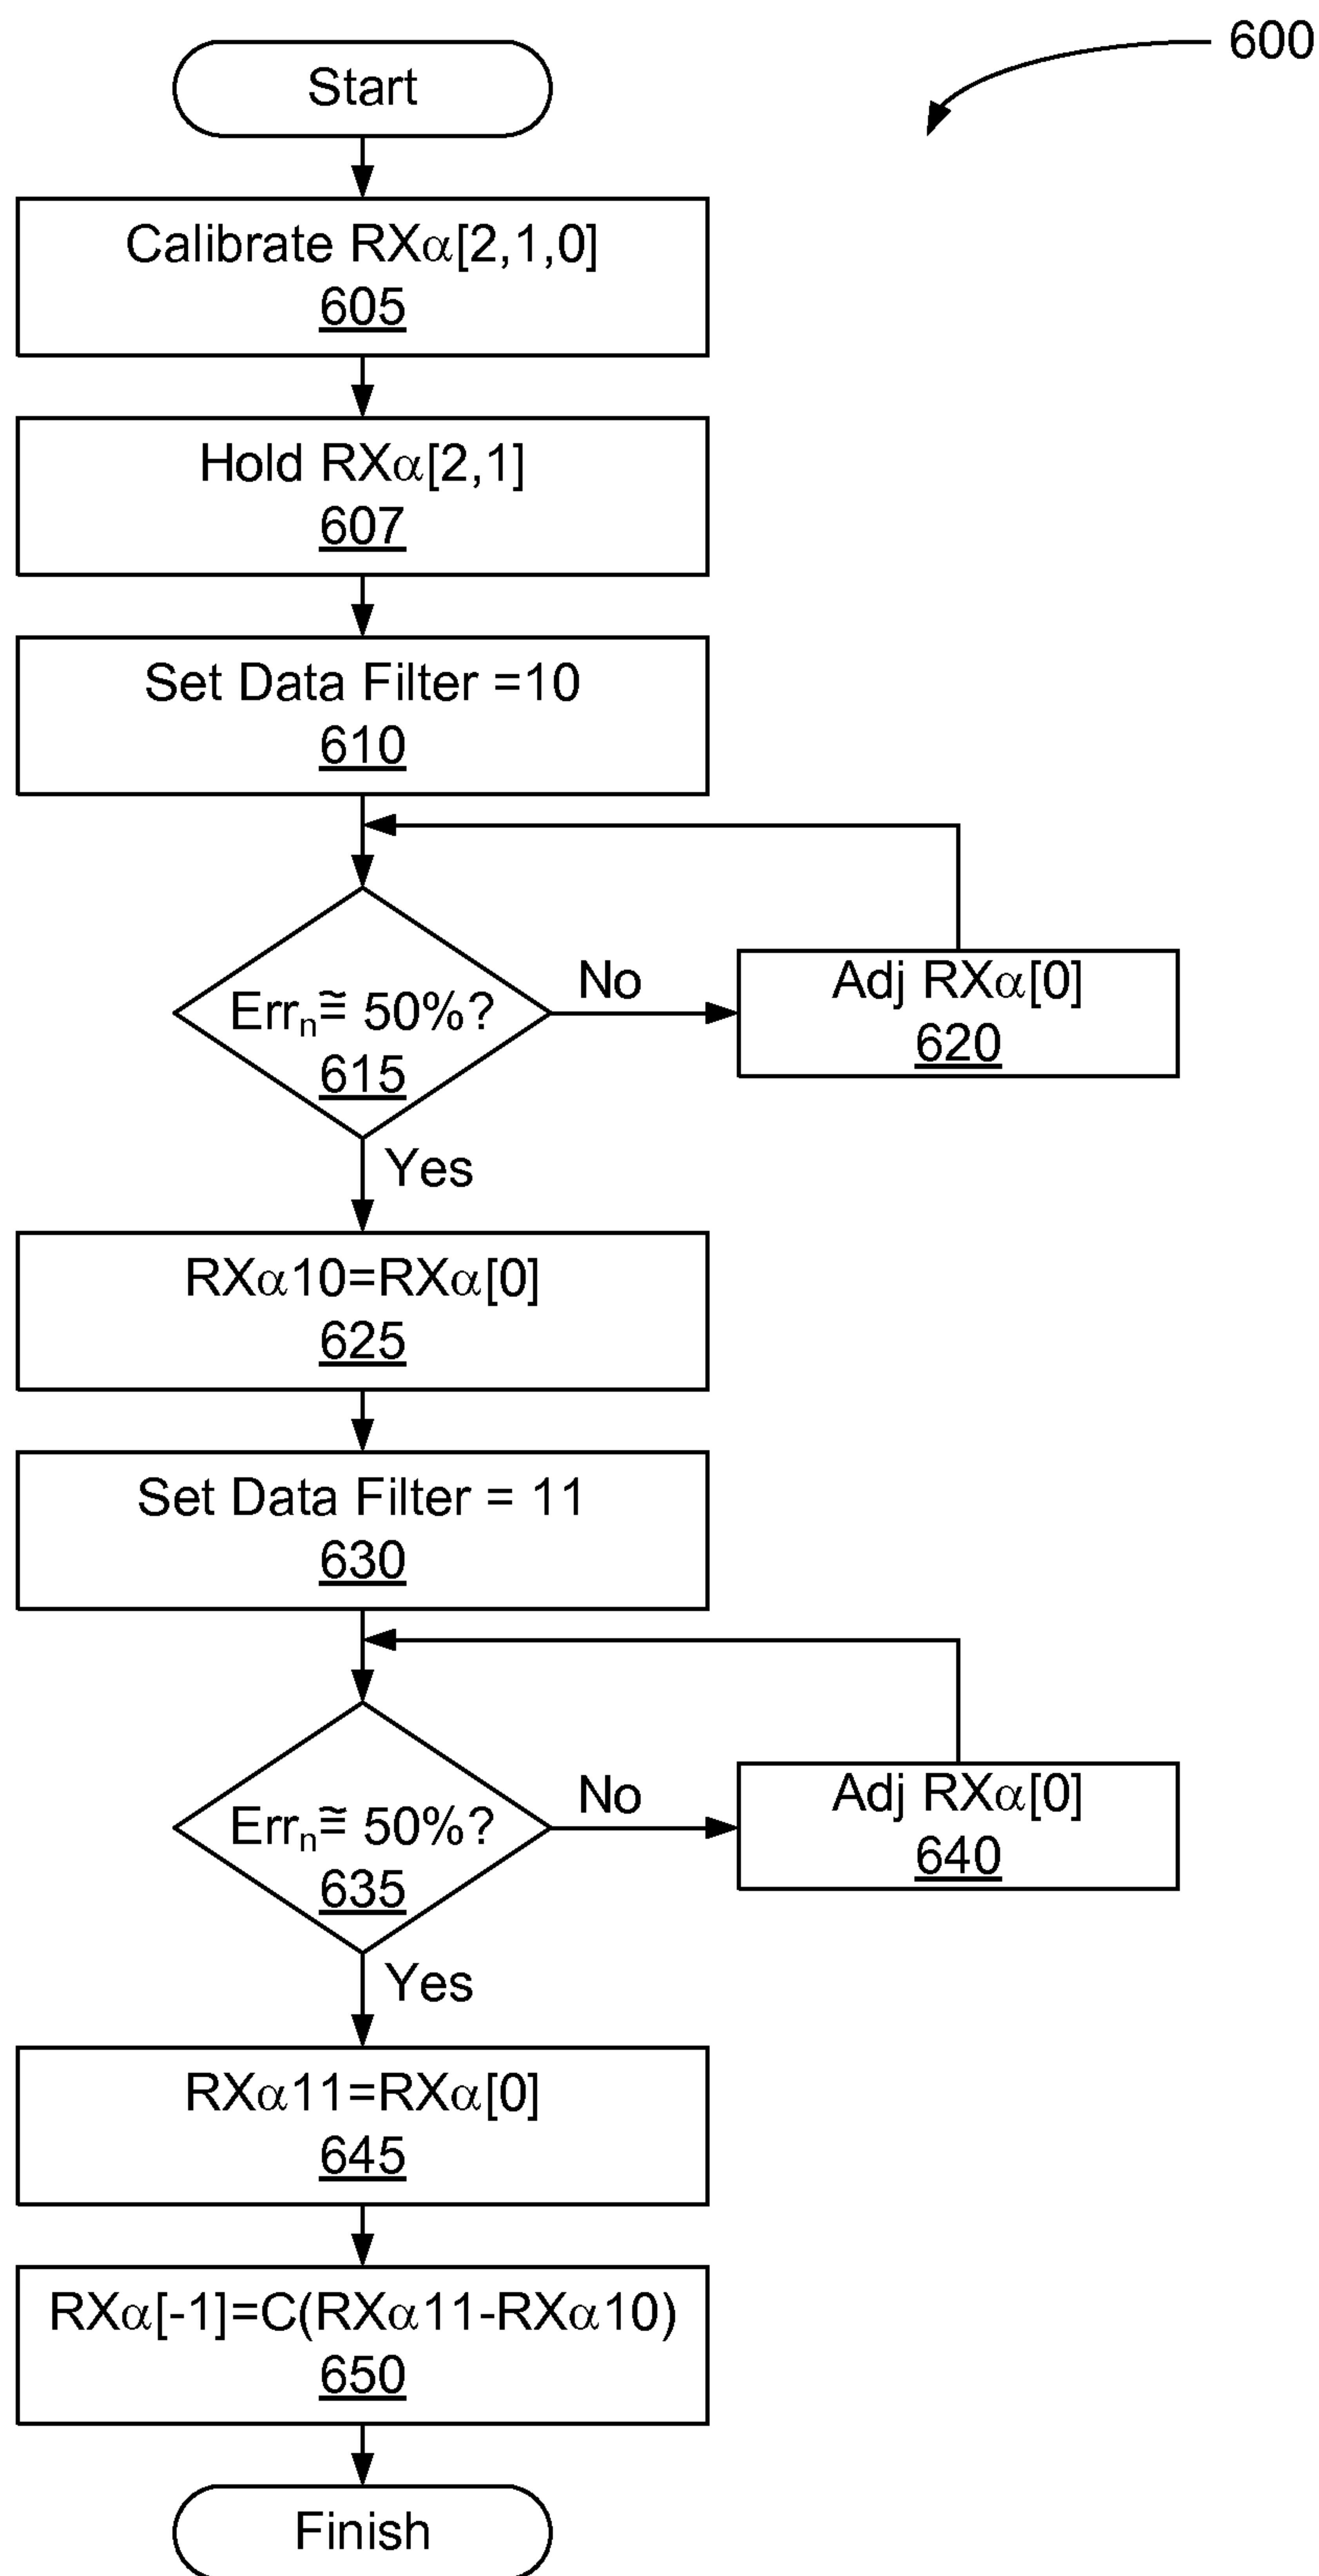 600
Start
Calibrate RXα[2,1,0]
605
Hold RXα[2,1]
607
Set Data Filter =10
610
Errₙ≅ 50%?
615
No
Adj RXα[0]
620
Yes
RXα10=RXα[0]
625
Set Data Filter = 11
630
Errₙ≅ 50%?
635
No
Adj RXα[0]
640
Yes
RXα11=RXα[0]
645
RXα[-1]=C(RXα11-RXα10)
650
Finish